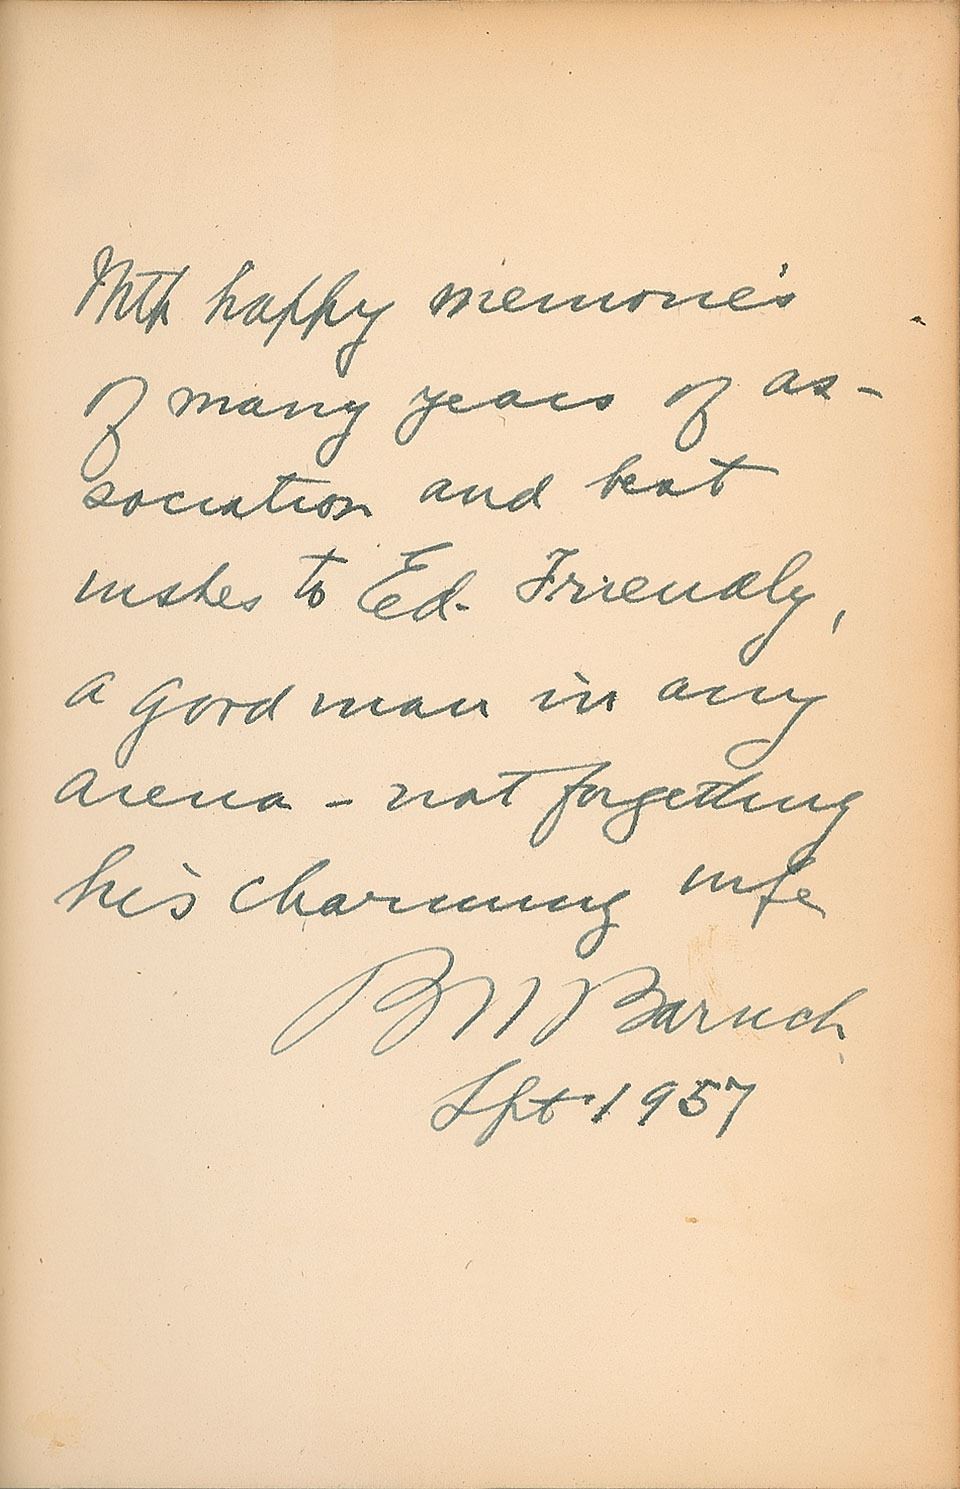 With happy memories
of many years of as-
sociation and best
wishes to Ed. Friendly,
a good man in any
arena - not forgetting
his charming wife
B M Baruch
Spt. 1957